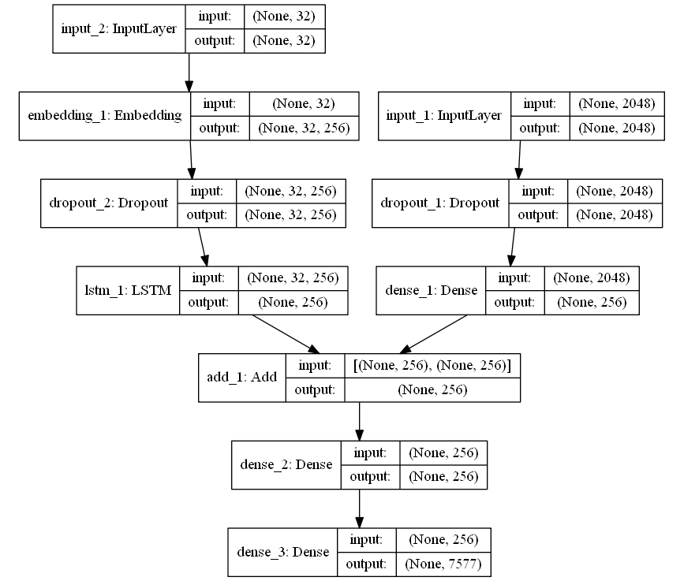 input_2: InputLayer
input: (None, 32)
output: (None, 32)
embedding_1: Embedding
input: (None, 32)
output: (None, 32, 256)
input_1: InputLayer
input: (None, 2048)
output: (None, 2048)
dropout_2: Dropout
input: (None, 32, 256)
output: (None, 32, 256)
dropout_1: Dropout
input: (None, 2048)
output: (None, 2048)
lstm_1: LSTM
input: (None, 32, 256)
output: (None, 256)
dense_1: Dense
input: (None, 2048)
output: (None, 256)
add_1: Add
input: [(None, 256), (None, 256)]
output: (None, 256)
dense_2: Dense
input: (None, 256)
output: (None, 256)
dense_3: Dense
input: (None, 256)
output: (None, 7577)